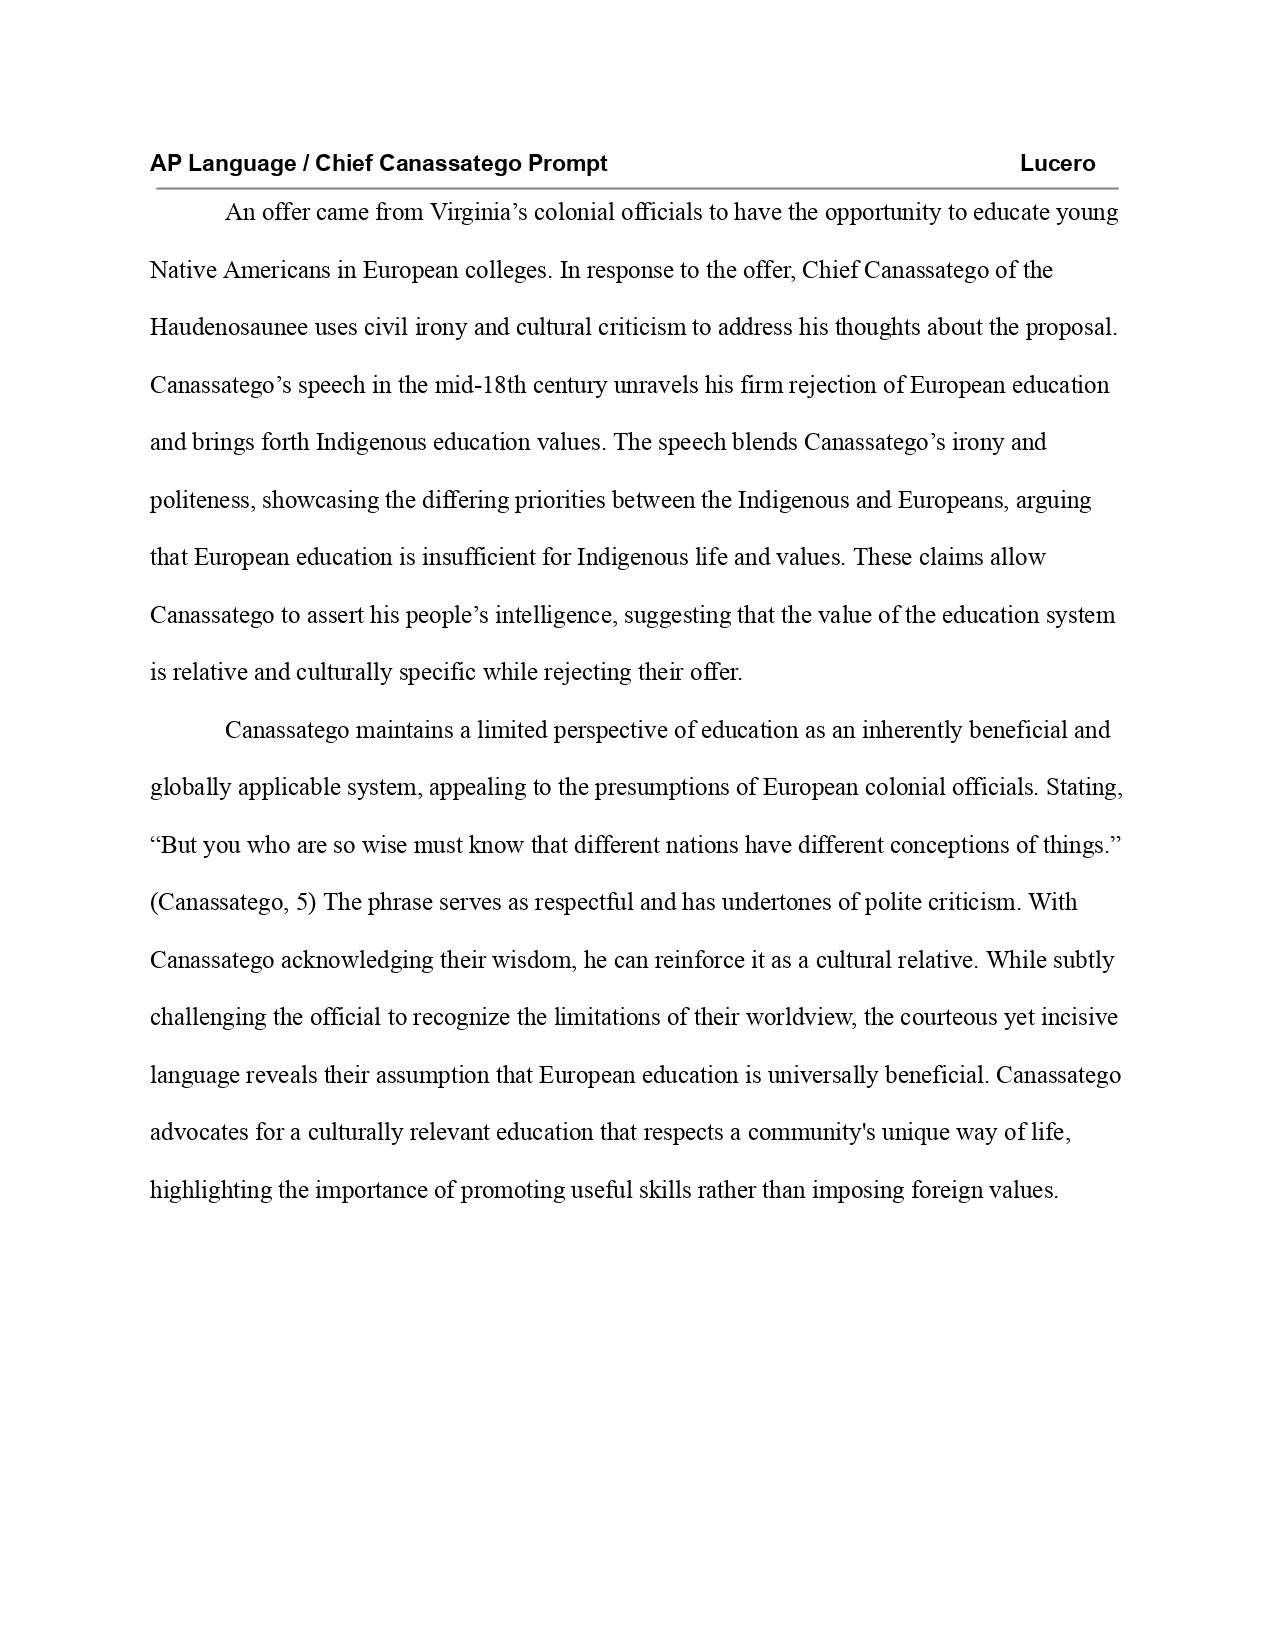 AP Language / Chief Canassatego Prompt Lucero
An offer came from Virginia’s colonial officials to have the opportunity to educate young
Native Americans in European colleges. In response to the offer, Chief Canassatego of the
Haudenosaunee uses civil irony and cultural criticism to address his thoughts about the proposal.
Canassatego’s speech in the mid-18th century unravels his firm rejection of European education
and brings forth Indigenous education values. The speech blends Canassatego’s irony and
politeness, showcasing the differing priorities between the Indigenous and Europeans, arguing
that European education is insufficient for Indigenous life and values. These claims allow
Canassatego to assert his people’s intelligence, suggesting that the value of the education system
is relative and culturally specific while rejecting their offer.
Canassatego maintains a limited perspective of education as an inherently beneficial and
globally applicable system, appealing to the presumptions of European colonial officials. Stating,
“But you who are so wise must know that different nations have different conceptions of things.”
(Canassatego, 5) The phrase serves as respectful and has undertones of polite criticism. With
Canassatego acknowledging their wisdom, he can reinforce it as a cultural relative. While subtly
challenging the official to recognize the limitations of their worldview, the courteous yet incisive
language reveals their assumption that European education is universally beneficial. Canassatego
advocates for a culturally relevant education that respects a community's unique way of life,
highlighting the importance of promoting useful skills rather than imposing foreign values.